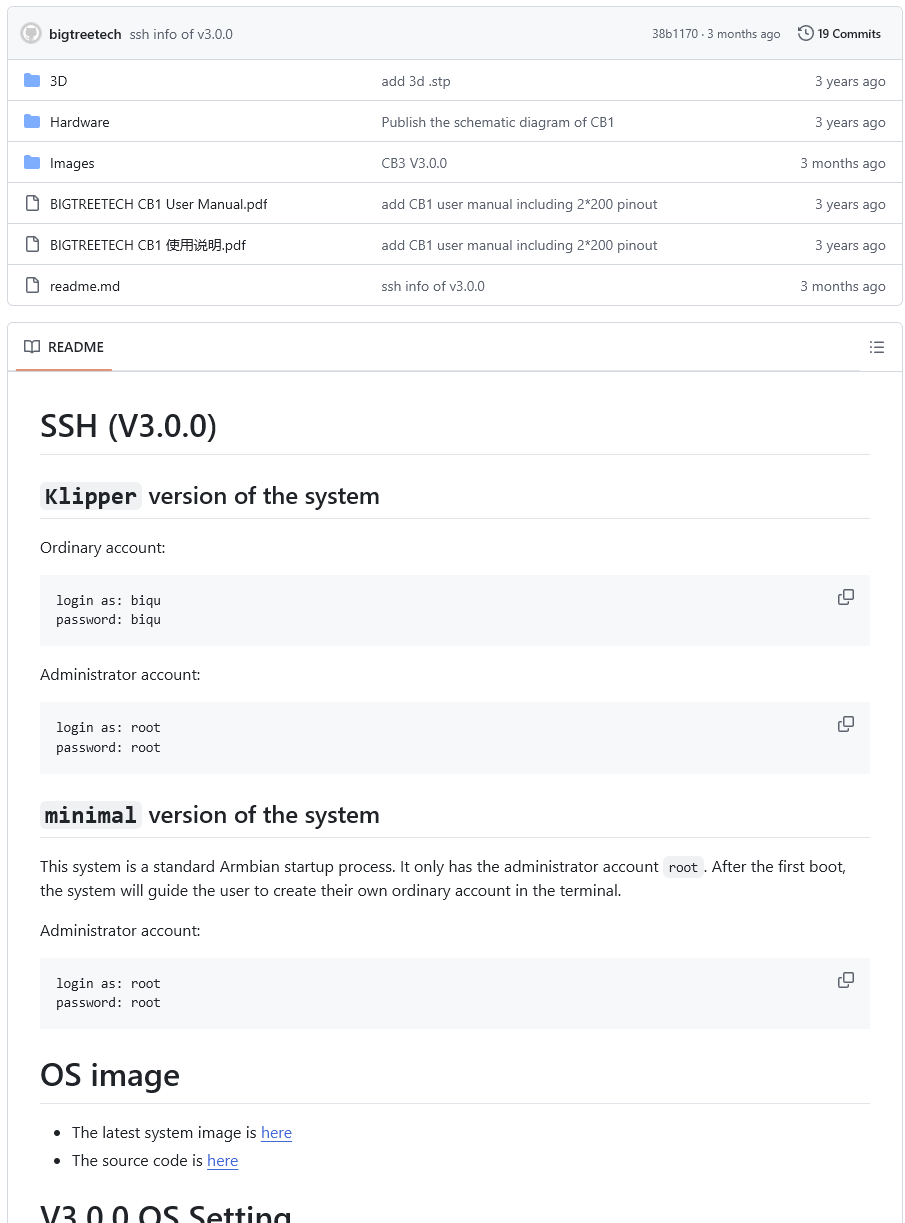 bigtreetech ssh info of v3.0.0 38b1170 · 3 months ago 19 Commits
3D add 3d .stp 3 years ago
Hardware Publish the schematic diagram of CB1 3 years ago
Images CB3 V3.0.0 3 months ago
BIGTREETECH CB1 User Manual.pdf add CB1 user manual including 2*200 pinout 3 years ago
BIGTREETECH CB1 使用说明.pdf add CB1 user manual including 2*200 pinout 3 years ago
readme.md ssh info of v3.0.0 3 months ago
README
SSH (V3.0.0)
Klipper version of the system
Ordinary account:
login as: biqu
password: biqu
Administrator account:
login as: root
password: root
minimal version of the system
This system is a standard Armbian startup process. It only has the administrator account root. After the first boot,
the system will guide the user to create their own ordinary account in the terminal.
Administrator account:
login as: root
password: root
OS image
• The latest system image is here
• The source code is here
V3.0.0 OS Setting